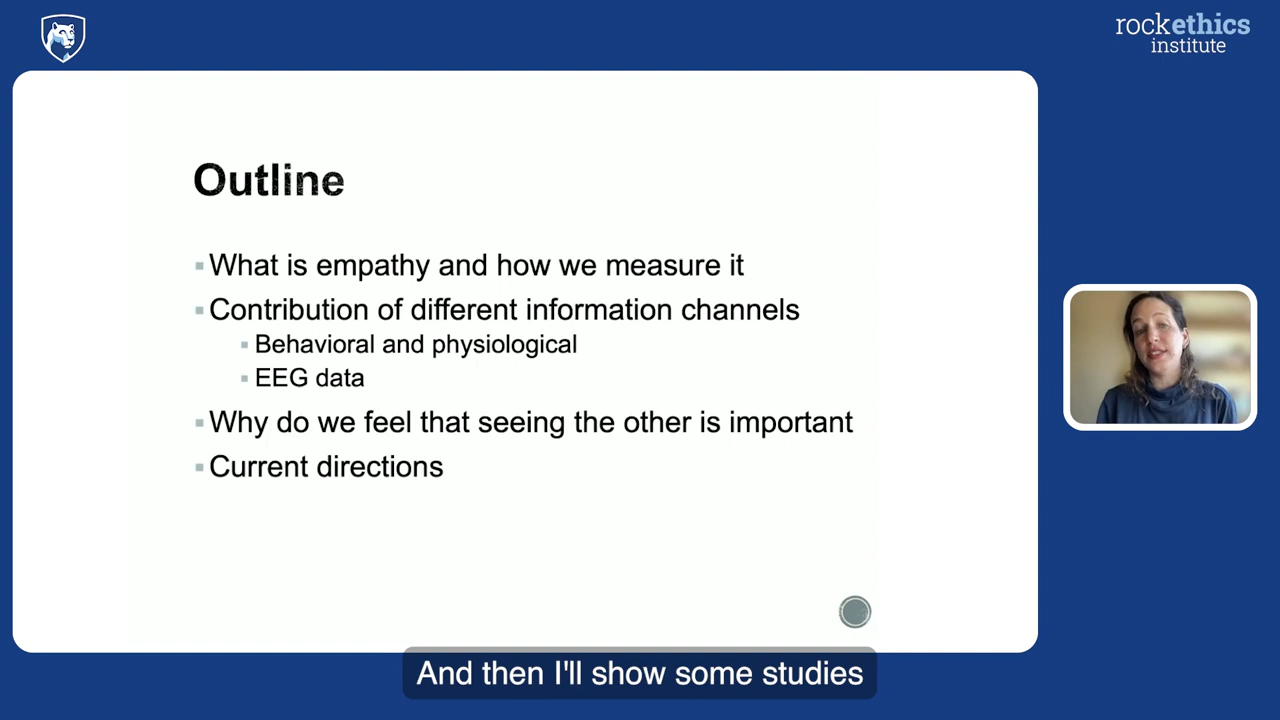 rockethics
institute
Outline
What is empathy and how we measure it
Contribution of different information channels
Behavioral and physiological
EEG data
Why do we feel that seeing the other is important
Current directions
And then I'll show some studies